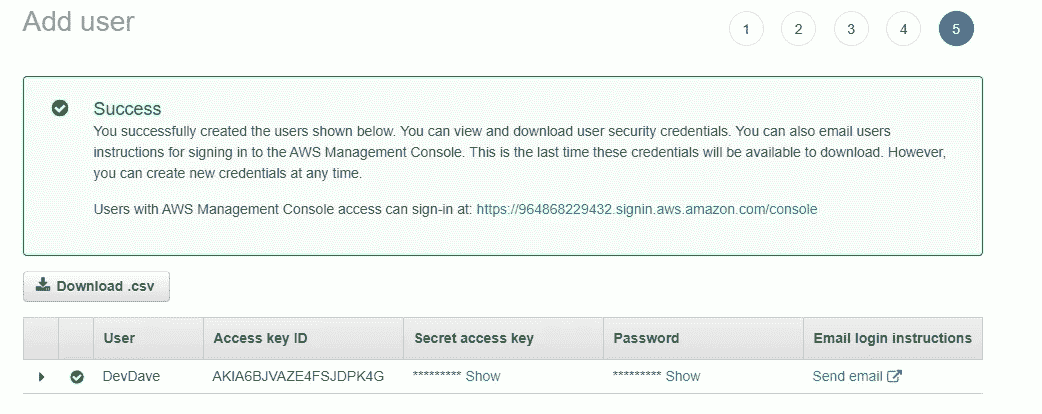 Add user
1 2 3 4 5
Success
You successfully created the users shown below. You can view and download user security credentials. You can also email users
instructions for signing in to the AWS Management Console. This is the last time these credentials will be available to download. However,
you can create new credentials at any time.
Users with AWS Management Console access can sign-in at: https://964868229432.signin.aws.amazon.com/console
Download .csv
User Access key ID Secret access key Password Email login instructions
DevDave AKIA6BJVAZE4FSJDPK4G ********* Show ********* Show Send email